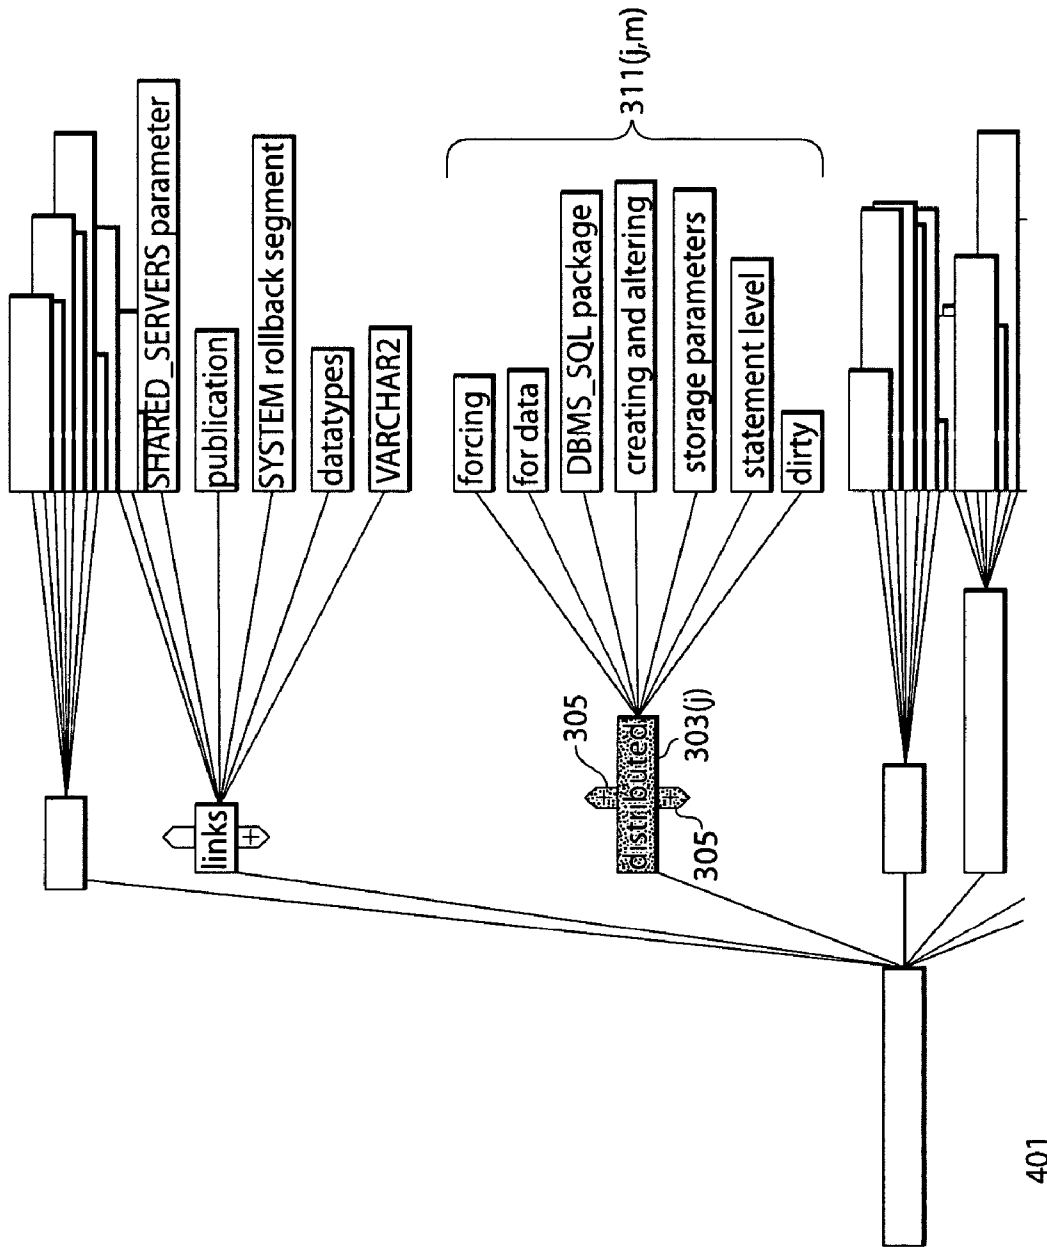 SHARED_SERVERS parameter
publication
SYSTEM rollback segment
datatypes
VARCHAR2
links
311(j,m)
forcing
for data
DBMS_SQL package
creating and altering
storage parameters
statement level
dirty
305
distributed
303(j)
305
401